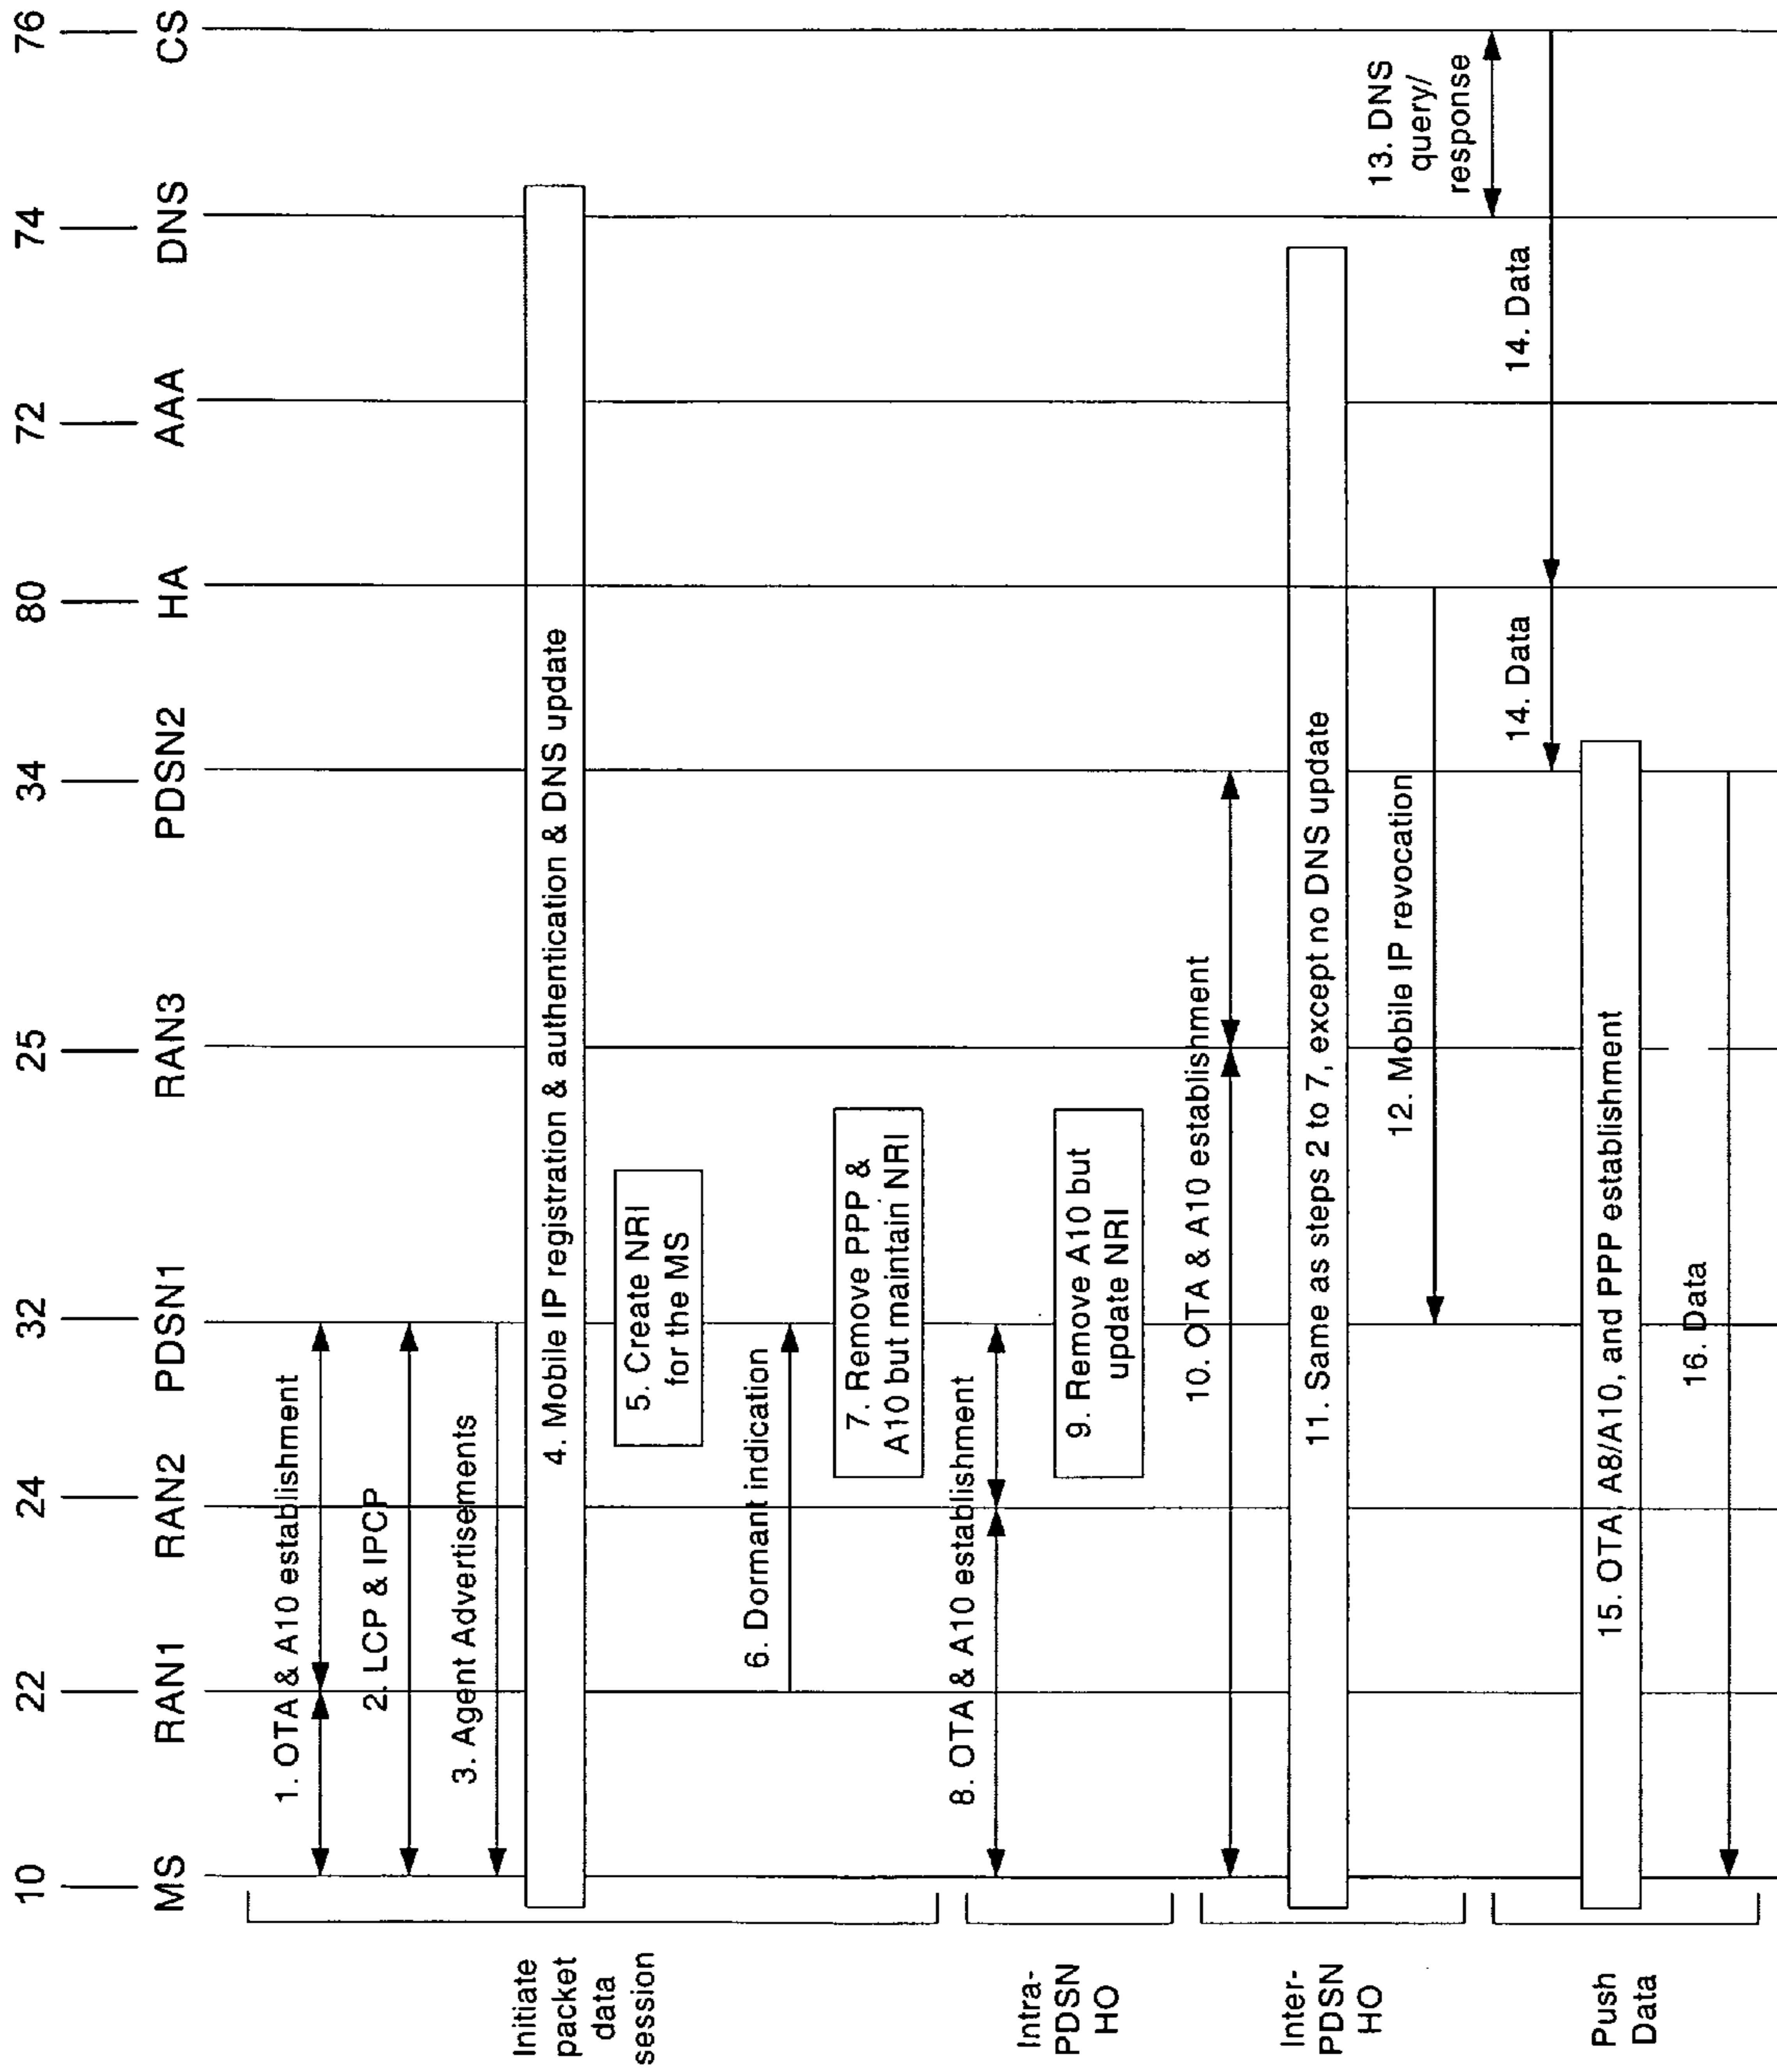 10 22 24 32 25 34 80 72 74 76
MS RAN1 RAN2 PDSN1 RAN3 PDSN2 HA AAA DNS CS
Initiate
packet
data
session
1. OTA & A10 establishment
2. LCP & IPCP
3. Agent Advertisements
4. Mobile IP registration & authentication & DNS update
5. Create NRI
for the MS
6. Dormant indication
7. Remove PPP &
A10 but maintain NRI
Intra-
PDSN
HO
8. OTA & A10 establishment
9. Remove A10 but
update NRI
Inter-
PDSN
HO
10. OTA & A10 establishment
11. Same as steps 2 to 7, except no DNS update
12. Mobile IP revocation
Push
Data
13. DNS
query/
response
14. Data
14. Data
15. OTA, A8/A10, and PPP establishment
16. Data